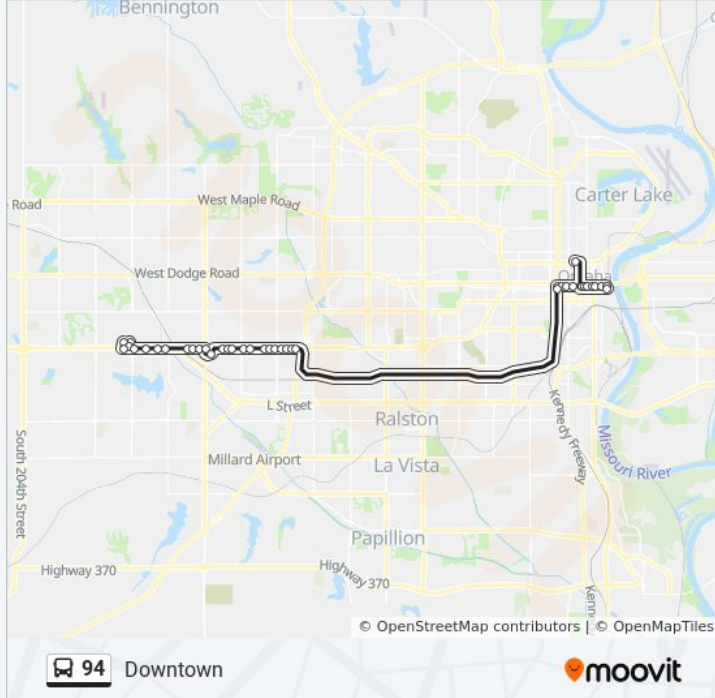 Bennington
Carter Lake
West Maple Road
Road
West Dodge Road
Omaha
L Street
Ralston
Kennedy Freeway
South 204th Street
Missouri River
Millard Airport
La Vista
Papillion
Highway 370
Highway 370
© OpenStreetMap contributors | © OpenMapTiles
94 Downtown
moovit